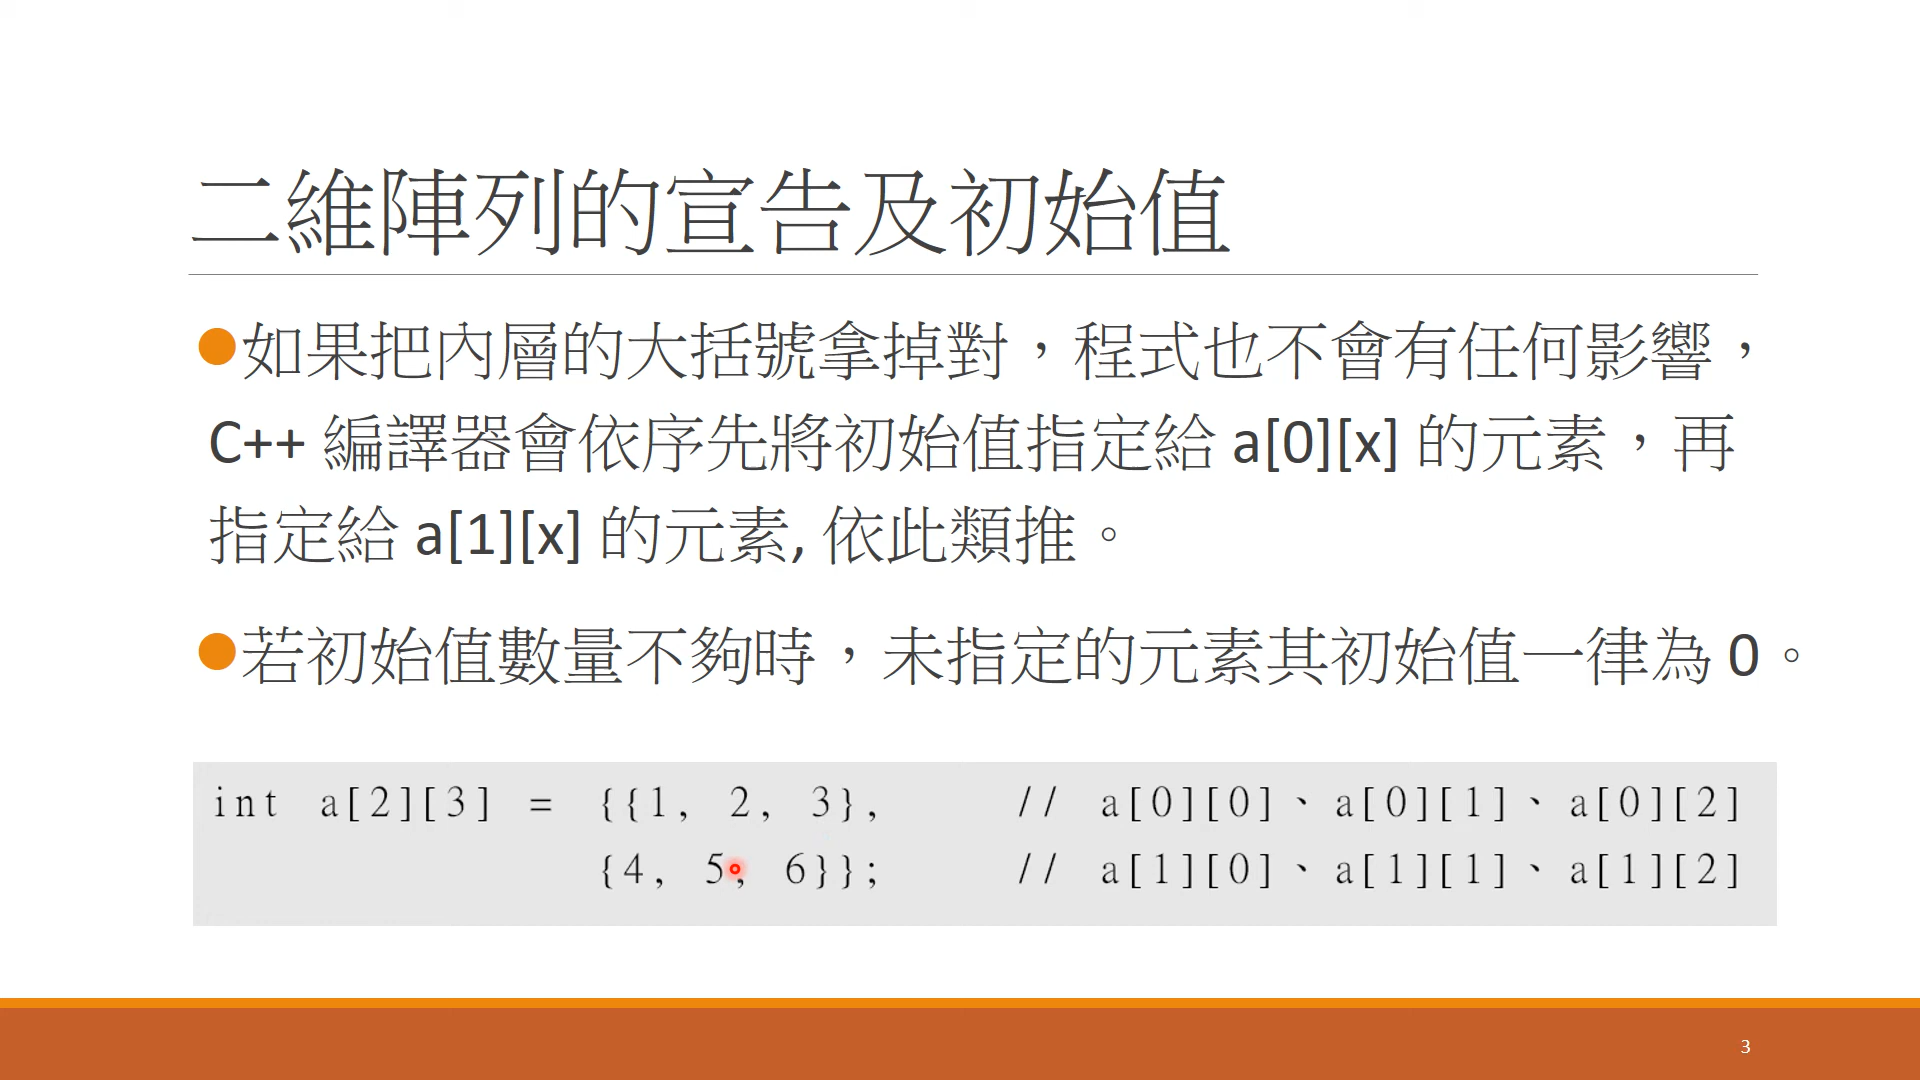 二維陣列的宣告及初始值
如果把內層的大括號拿掉對，程式也不會有任何影響，
C++ 編譯器會依序先將初始值指定給 a[0][x] 的元素，再
指定給 a[1][x] 的元素, 依此類推。
若初始值數量不夠時，未指定的元素其初始值一律為 0。
int a[2][3] = {{1, 2, 3}, // a[0][0]、a[0][1]、a[0][2]
{4, 5, 6}}; // a[1][0]、a[1][1]、a[1][2]
3